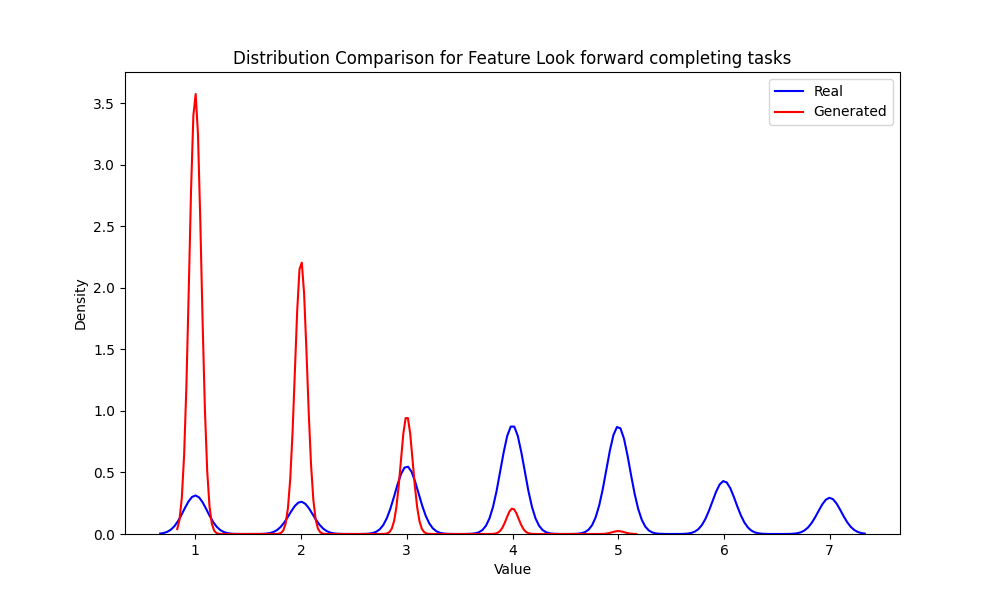 Distribution Comparison for Feature Look forward completing tasks
Real
Generated
3.5
3.0
2.5
2.0
1.5
1.0
0.5
0.0
Density
1 2 3 4 5 6 7
Value